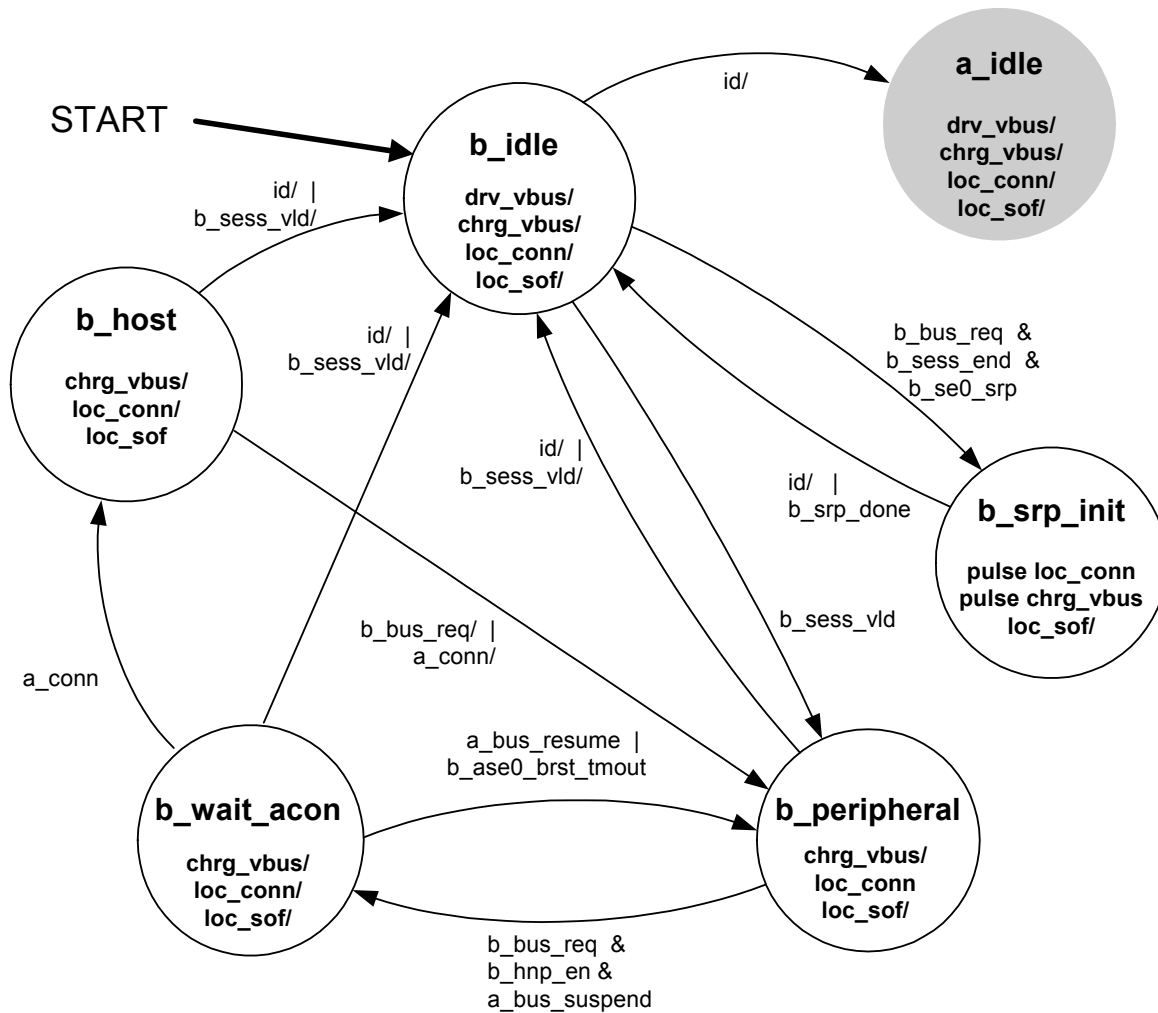 START
b_idle
drv_vbus/
chrg_vbus/
loc_conn/
loc_sof/
id/
a_idle
drv_vbus/
chrg_vbus/
loc_conn/
loc_sof/
id/ |
b_sess_vld/
b_host
chrg_vbus/
loc_conn/
loc_sof
id/ |
b_sess_vld/
b_bus_req &
b_sess_end &
b_se0_srp
id/ |
b_sess_vld/
id/ |
b_srp_done
b_srp_init
pulse loc_conn
pulse chrg_vbus
loc_sof/
b_bus_req/ |
a_conn/
b_sess_vld
a_conn
a_bus_resume |
b_ase0_brst_tmout
b_wait_acon
chrg_vbus/
loc_conn/
loc_sof/
b_peripheral
chrg_vbus/
loc_conn
loc_sof/
b_bus_req &
b_hnp_en &
a_bus_suspend